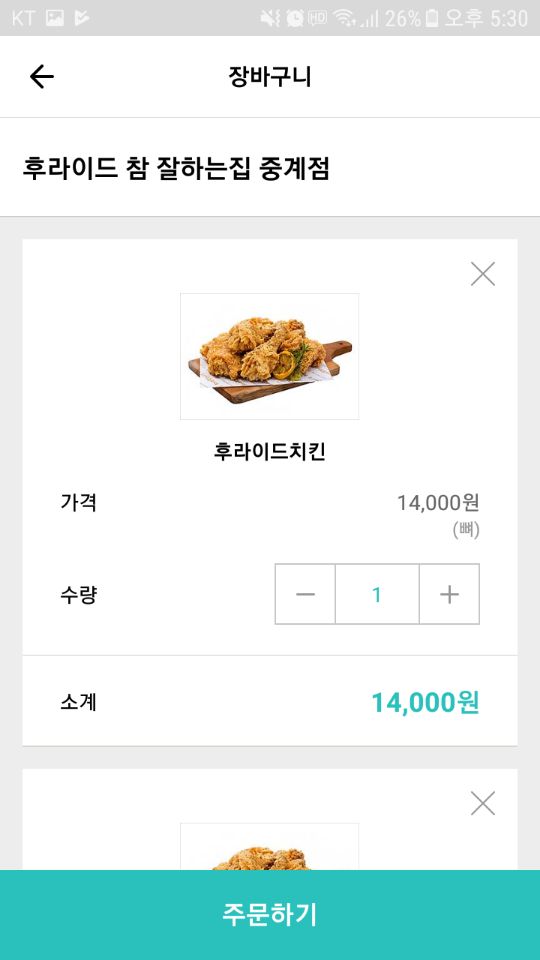 KT HD 26% 오후 5:30
장바구니
후라이드 참 잘하는집 중계점
후라이드치킨
가격 14,000원
(뼈)
수량 1
소계 14,000원
주문하기